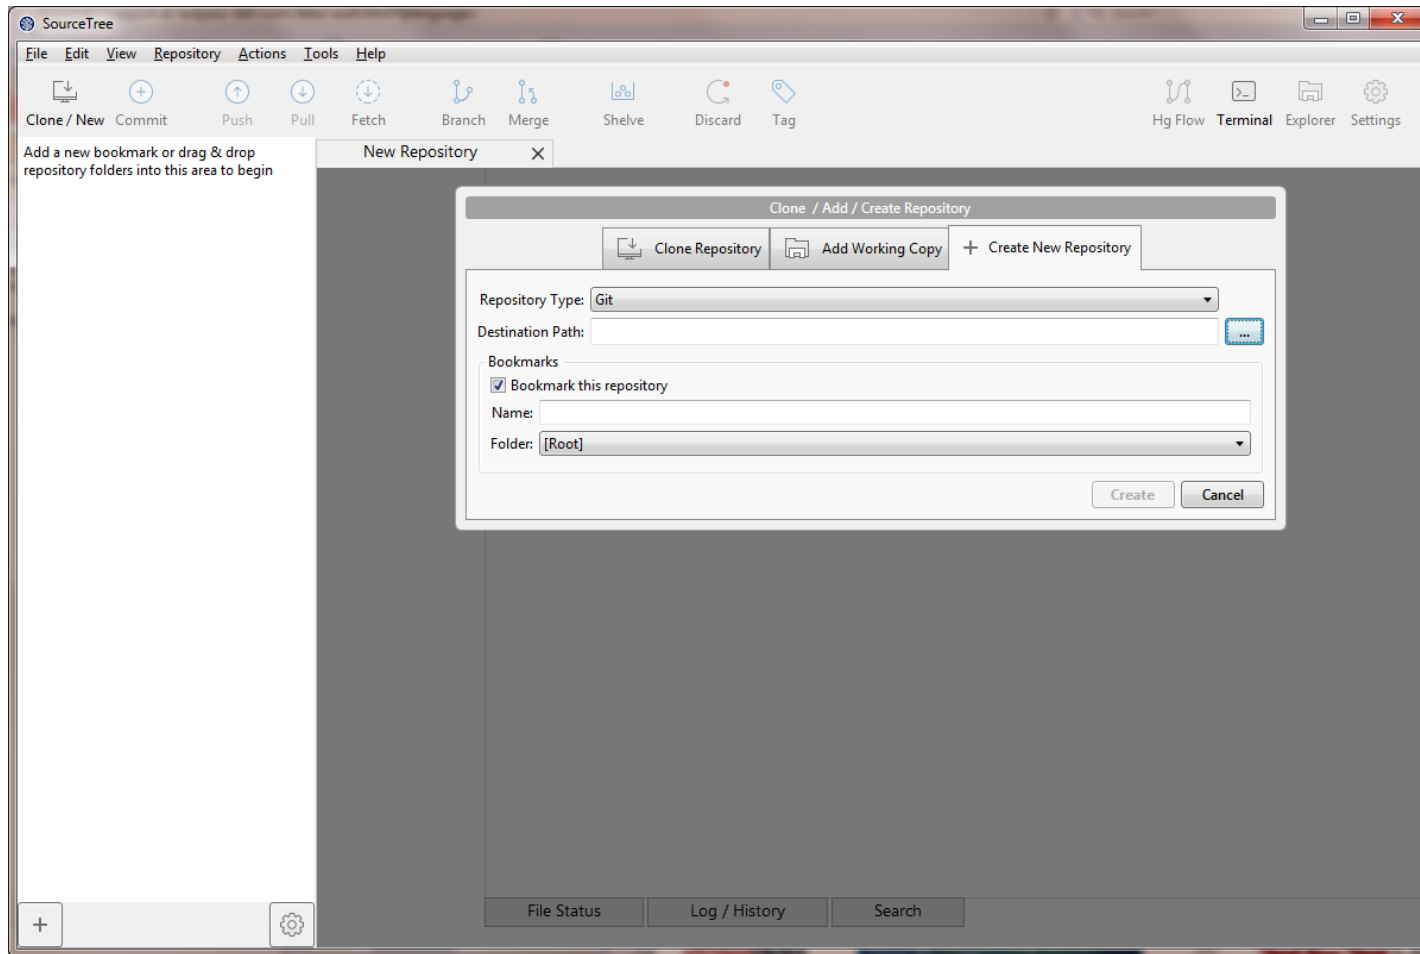 SourceTree
File Edit View Repository Actions Tools Help
Clone / New Commit Push Pull Fetch Branch Merge Shelve Discard Tag Hg Flow Terminal Explorer Settings
Add a new bookmark or drag & drop
repository folders into this area to begin
New Repository
Clone / Add / Create Repository
Clone Repository Add Working Copy Create New Repository
Repository Type: Git
Destination Path: ...
Bookmarks
Bookmark this repository
Name:
Folder: [Root]
Create Cancel
File Status Log / History Search